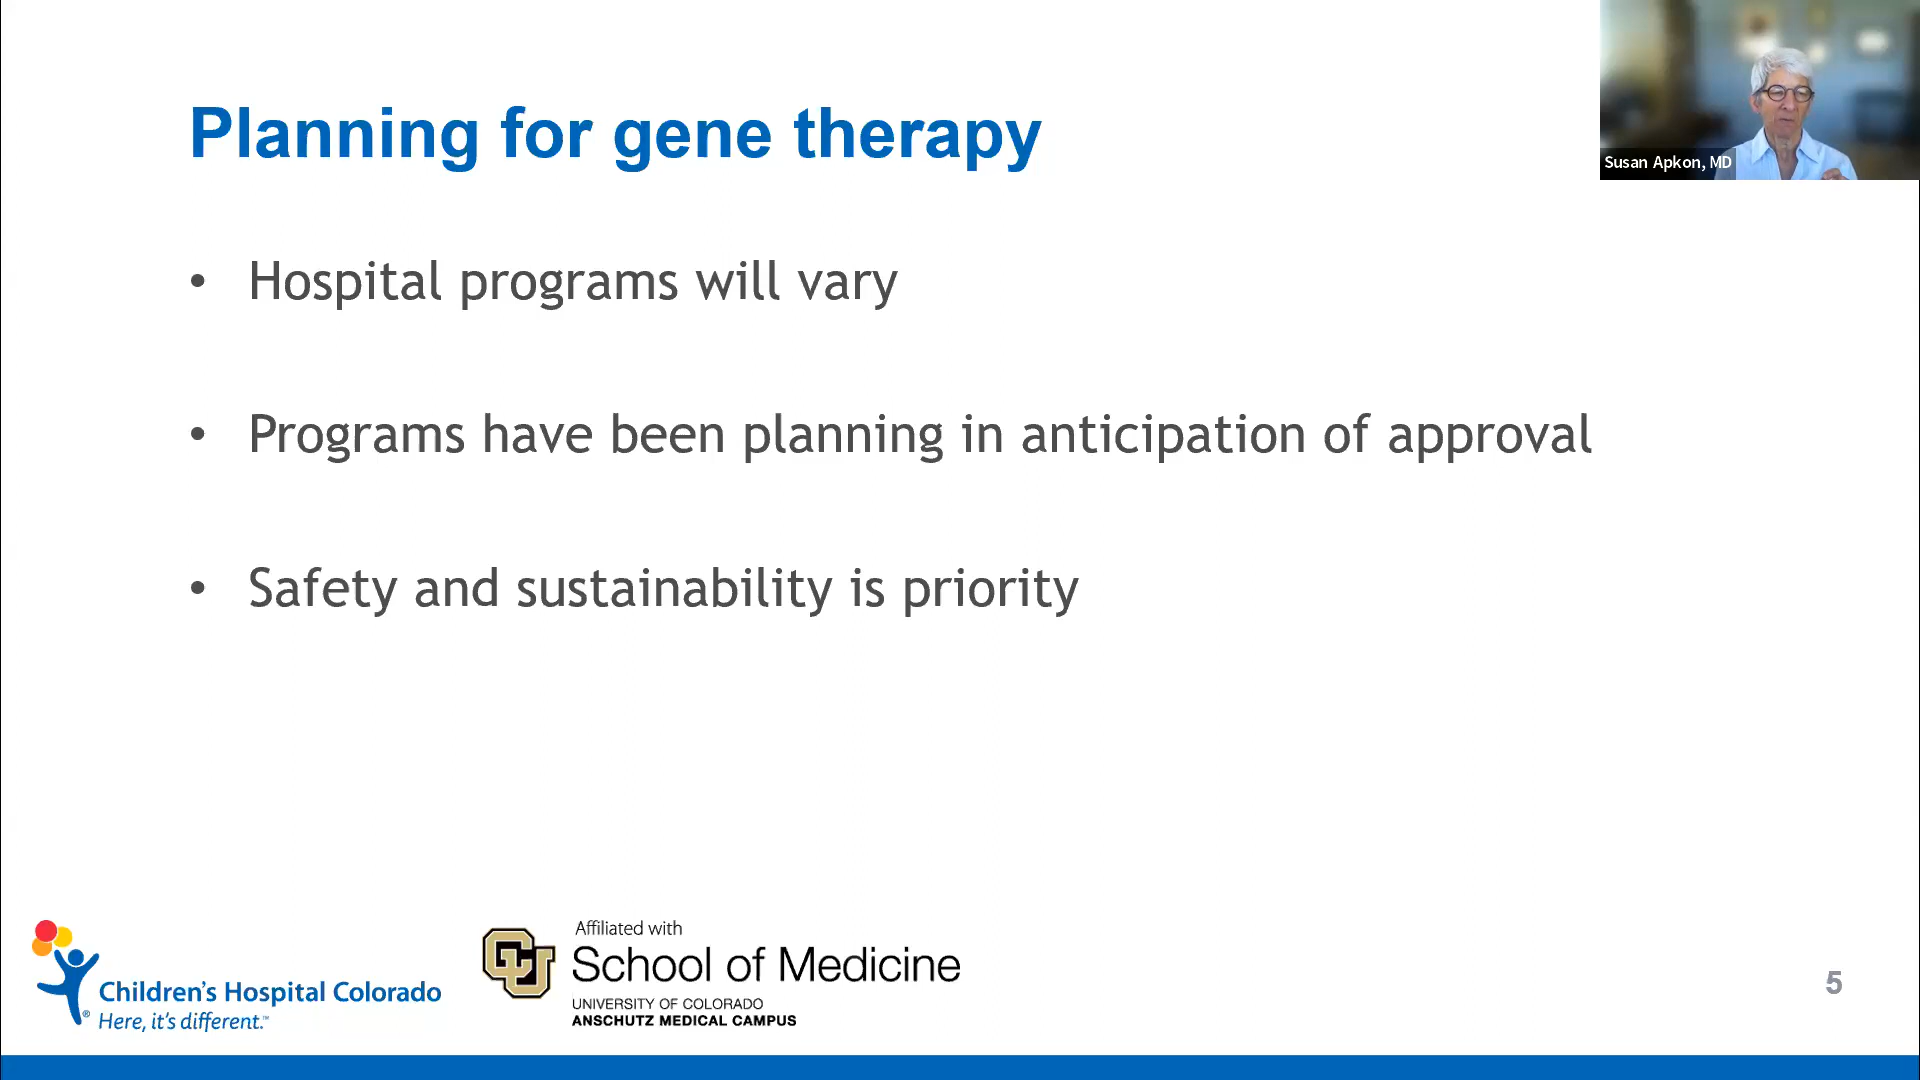 Planning for gene therapy
Susan Apkon, MD
• Hospital programs will vary
• Programs have been planning in anticipation of approval
• Safety and sustainability is priority
Children's Hospital Colorado
Here, it's different.™
Affiliated with
School of Medicine
UNIVERSITY OF COLORADO
ANSCHUTZ MEDICAL CAMPUS
5